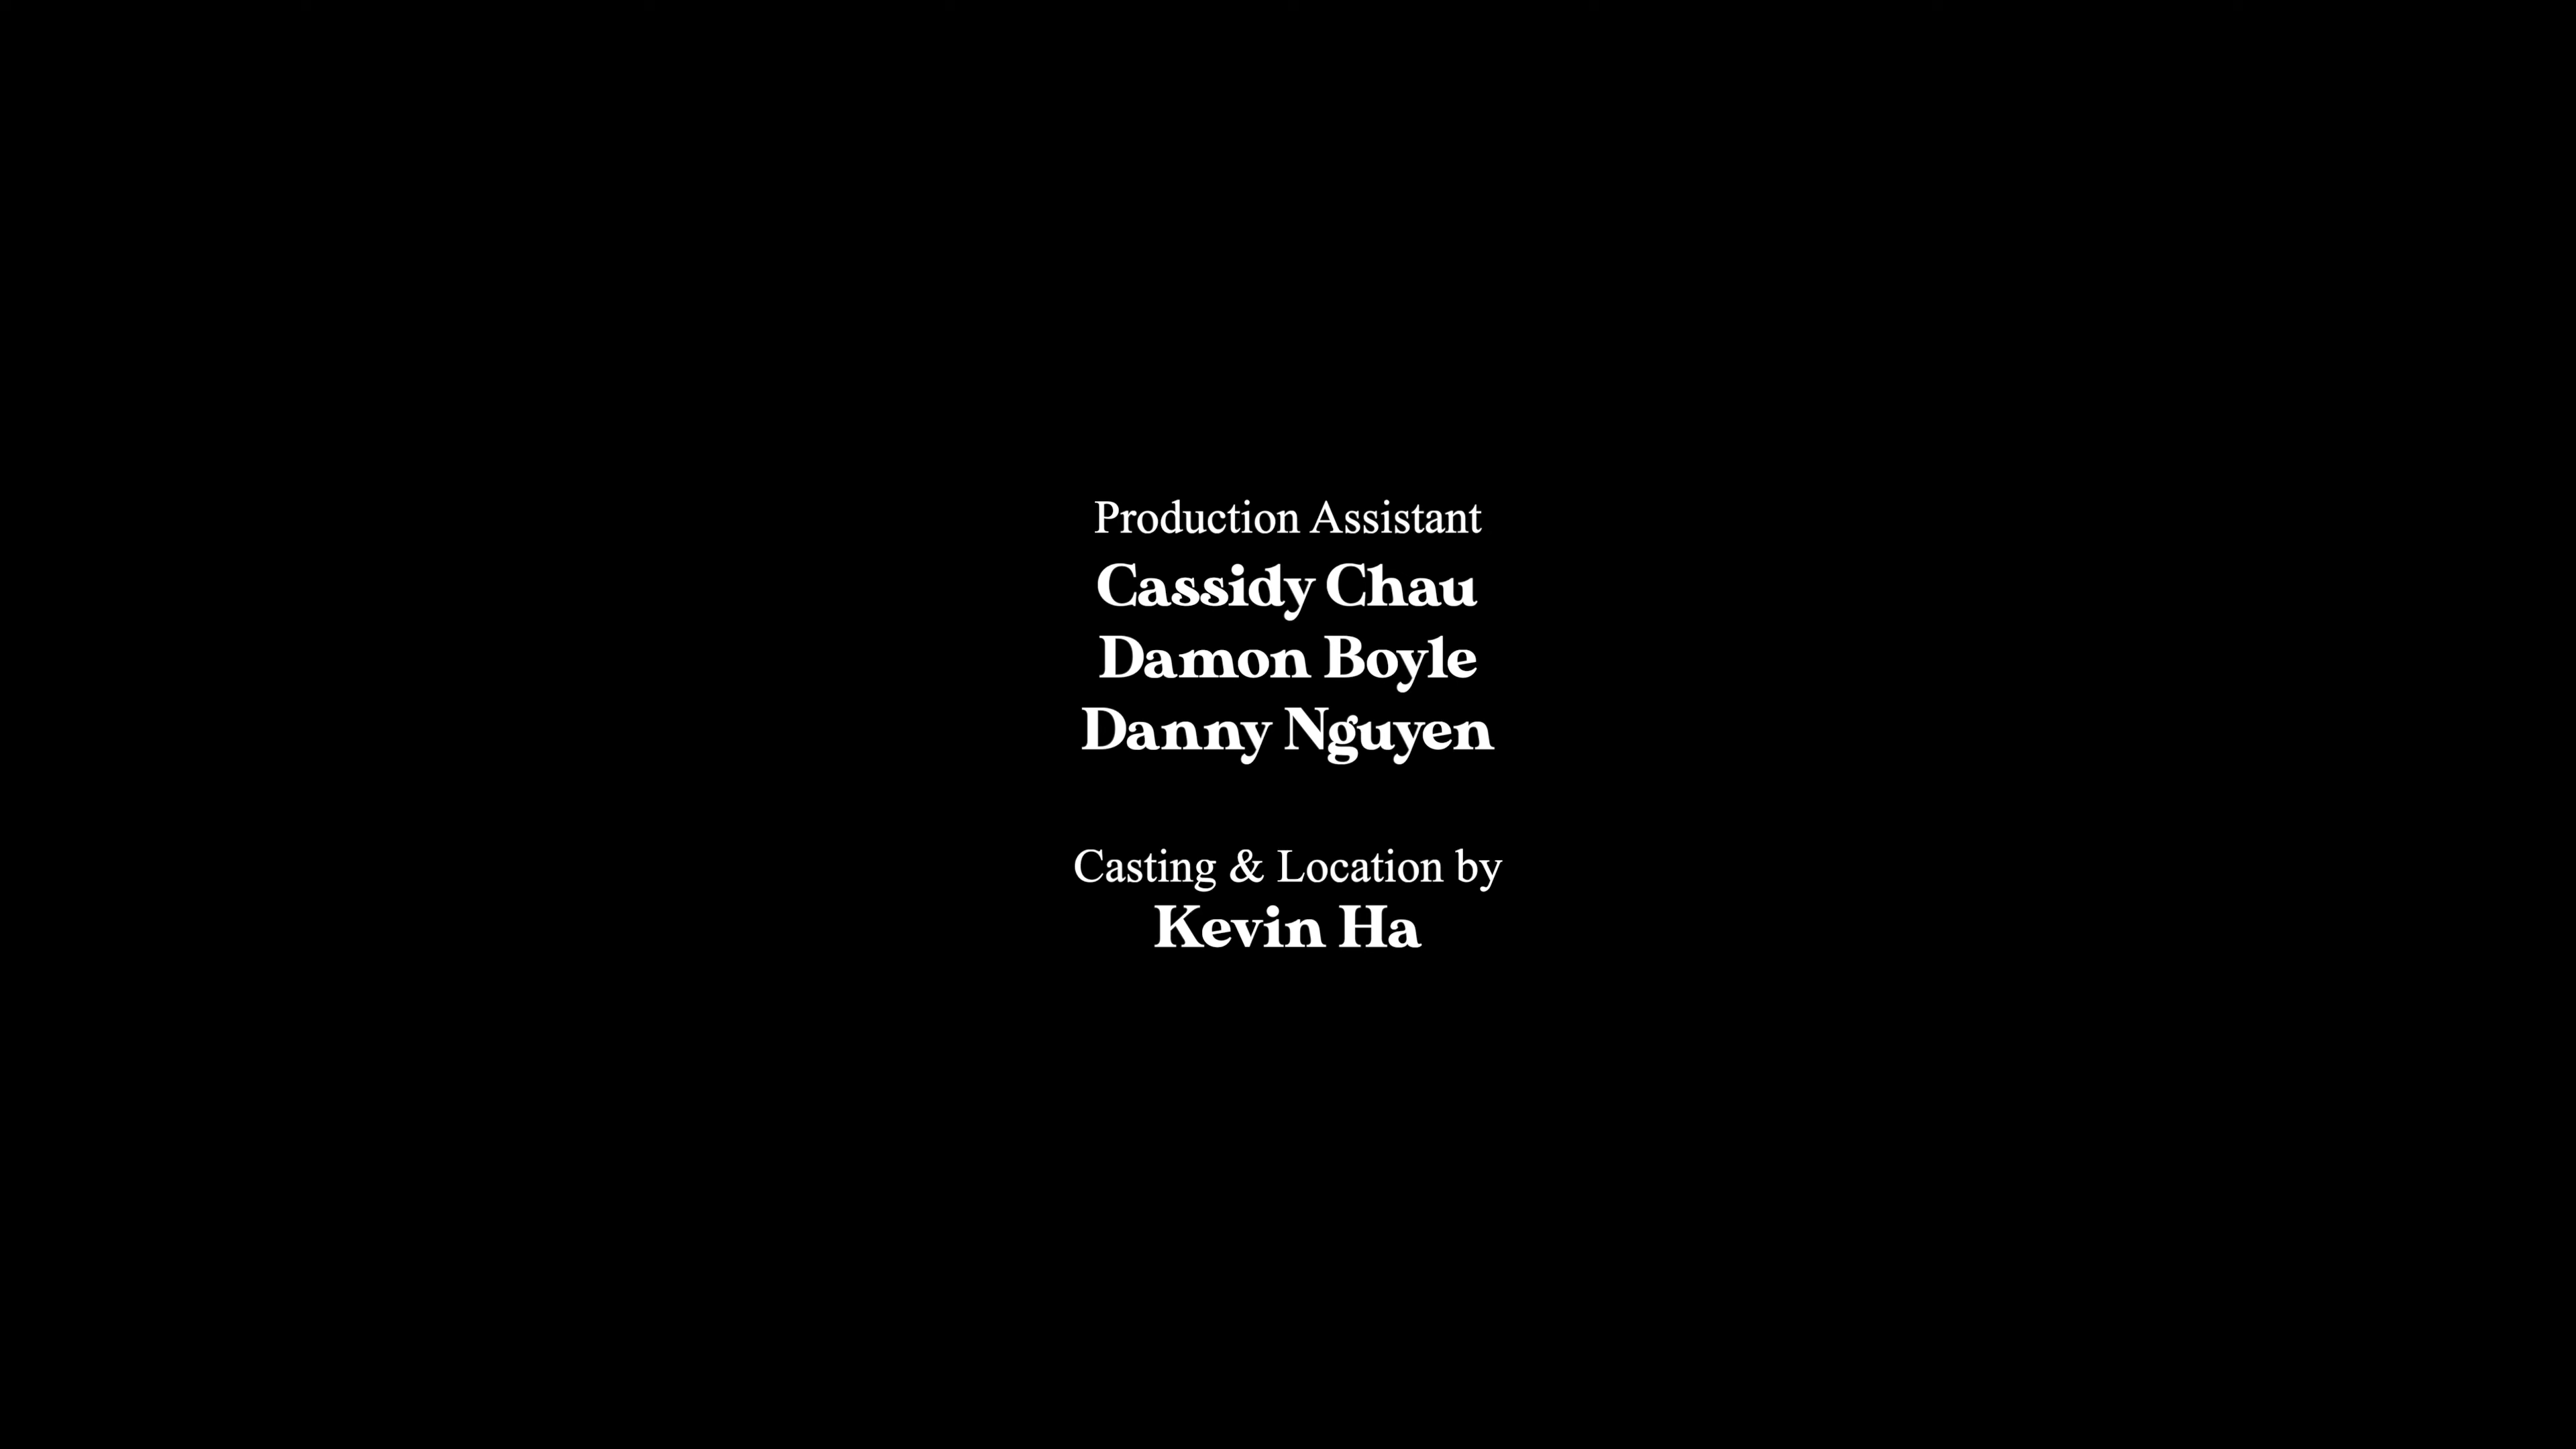 Production Assistant
Cassidy Chau
Damon Boyle
Danny Nguyen
Casting & Location by
Kevin Ha